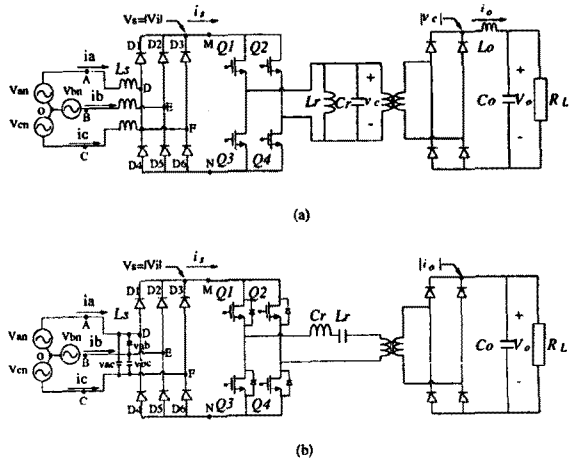 Vs=|Vi| is |vc| io
D1 D2 D3 M Q1 Q2 Lo
ia Ls
A D
Van Vbn ib Lr Cr vc Co Vo RL
o B E
Vcn ic F
C
D4 D5 D6 N Q3 Q4
(a)
Vs=|Vi| is |io|
D1 D2 D3 M Q1 Q2
ia Ls
A D Cr Lr
Van Vbn ib vab Co Vo RL
o B E
Vcn vac
ic F
C
D4 D5 D6 N Q3 Q4
(b)